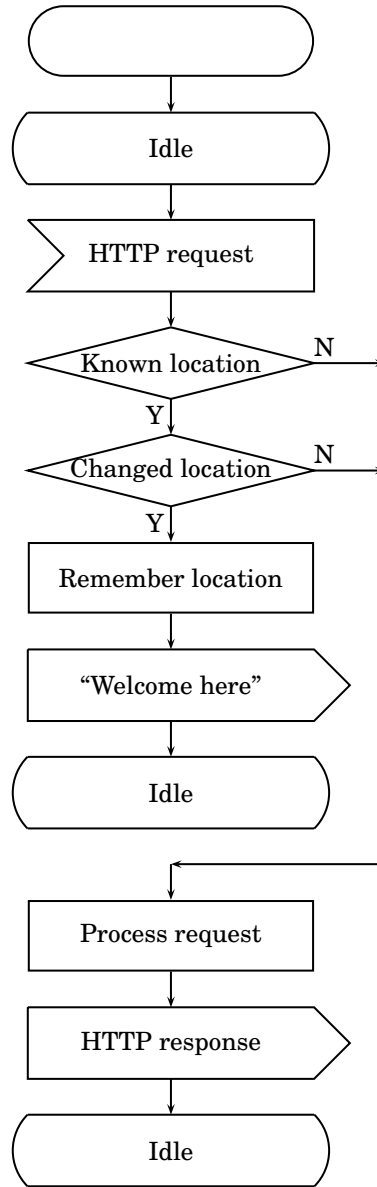 Idle
HTTP request
Known location
N
Y
Changed location
N
Y
Remember location
“Welcome here”
Idle
Process request
HTTP response
Idle